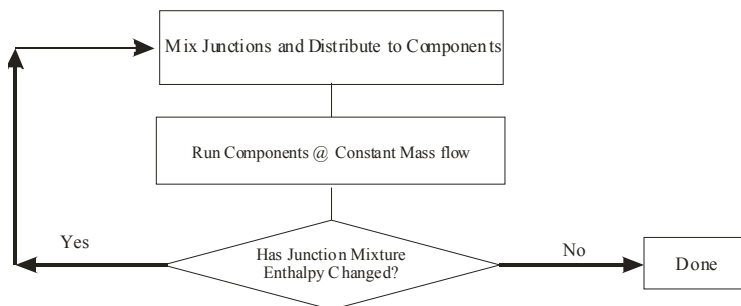 Mix Junctions and Distribute to Components
Run Components @ Constant Mass flow
Yes
Has Junction Mixture
Enthalpy Changed?
No
Done